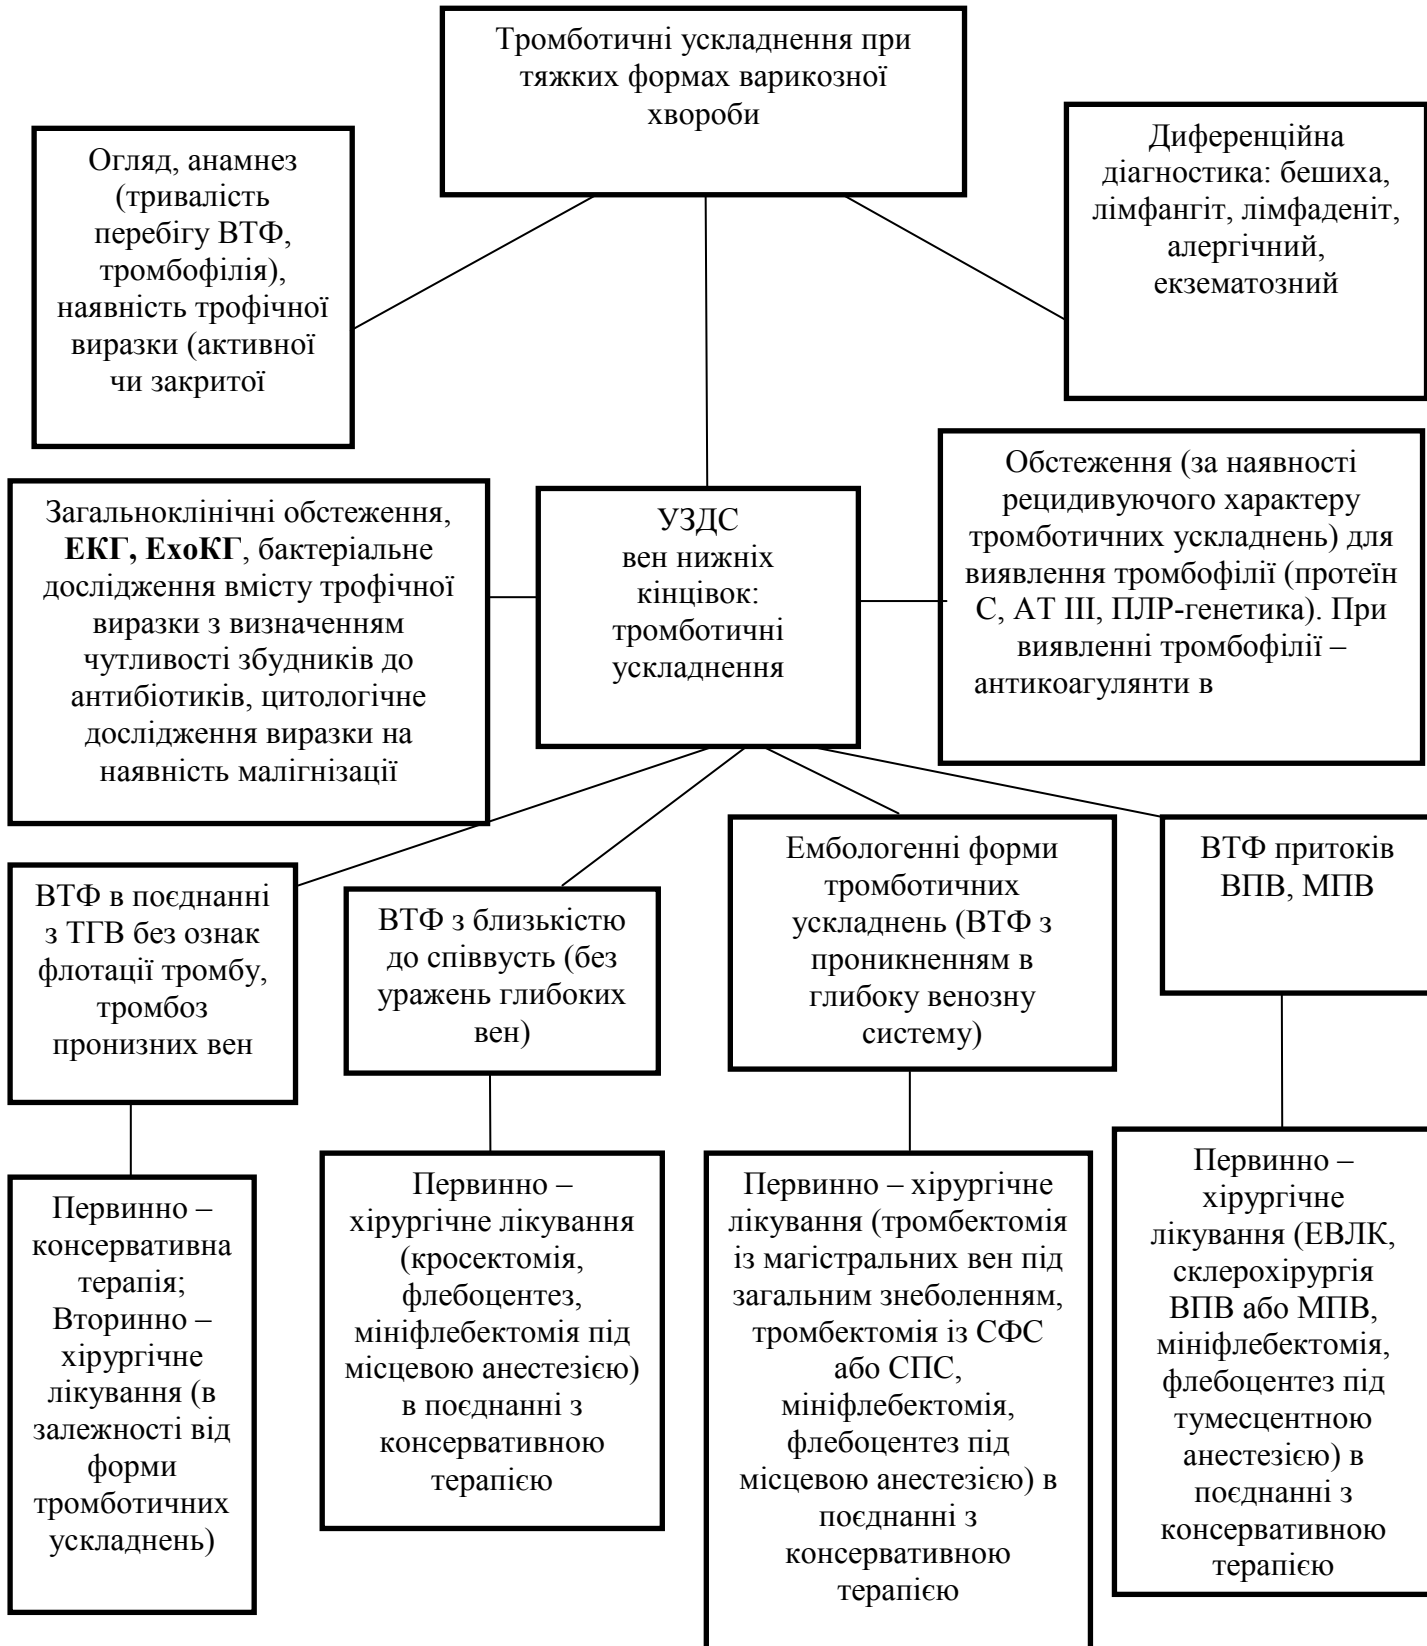 Тромботичні ускладнення при
тяжких формах варикозної
хвороби
Огляд, анамнез
(тривалість
перебігу ВТФ,
тромбофілія),
наявність трофічної
виразки (активної
чи закритої
Диференційна
діагностика: бешиха,
лімфангіт, лімфаденіт,
алергічний,
екзематозний
Загальноклінічні обстеження,
ЕКГ, ЕхоКГ, бактеріальне
дослідження вмісту трофічної
виразки з визначенням
чутливості збудників до
антибіотиків, цитологічне
дослідження виразки на
наявність малігнізації
УЗДС
вен нижніх
кінцівок:
тромботичні
ускладнення
Обстеження (за наявності
рецидивуючого характеру
тромботичних ускладнень) для
виявлення тромбофілії (протеїн
С, АТ ІІІ, ПЛР-генетика). При
виявленні тромбофілії –
антикоагулянти в
ВТФ в поєднанні
з ТГВ без ознак
флотації тромбу,
тромбоз
пронизних вен
ВТФ з близькістю
до співвусть (без
уражень глибоких
вен)
Ембологенні форми
тромботичних
ускладнень (ВТФ з
проникненням в
глибоку венозну
систему)
ВТФ притоків
ВПВ, МПВ
Первинно –
консервативна
терапія;
Вторинно –
хірургічне
лікування (в
залежності від
форми
тромботичних
ускладнень)
Первинно –
хірургічне лікування
(кросектомія,
флебоцентез,
мініфлебектомія під
місцевою анестезією)
в поєднанні з
консервативною
терапією
Первинно – хірургічне
лікування (тромбектомія
із магістральних вен під
загальним знеболенням,
тромбектомія із СФС
або СПС,
мініфлебектомія,
флебоцентез під
місцевою анестезією) в
поєднанні з
консервативною
терапією
Первинно –
хірургічне
лікування (ЕВЛК,
склерохірургія
ВПВ або МПВ,
мініфлебектомія,
флебоцентез під
тумесцентною
анестезією) в
поєднанні з
консервативною
терапією